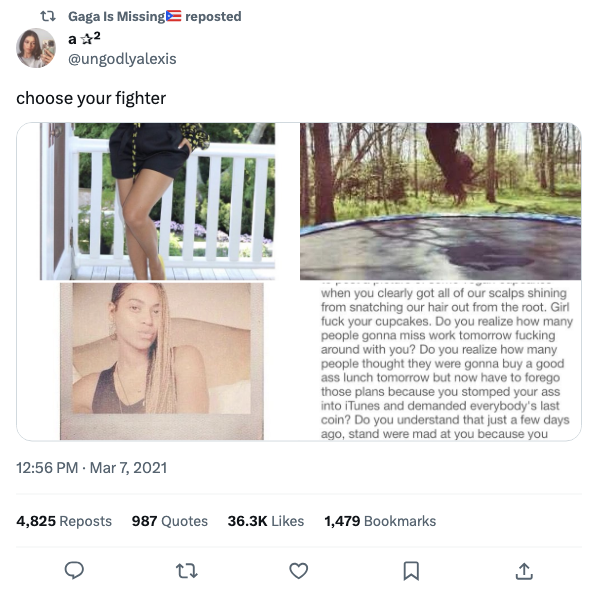 Gaga Is Missing🇵🇷 reposted
a ☆²
@ungodlyalexis
choose your fighter
when you clearly got all of our scalps shining
from snatching our hair out from the root. Girl
fuck your cupcakes. Do you realize how many
people gonna miss work tomorrow fucking
around with you? Do you realize how many
people thought they were gonna buy a good
ass lunch tomorrow but now have to forego
those plans because you stomped your ass
into iTunes and demanded everybody's last
coin? Do you understand that just a few days
ago, stand were mad at you because you
12:56 PM · Mar 7, 2021
4,825 Reposts 987 Quotes 36.3K Likes 1,479 Bookmarks